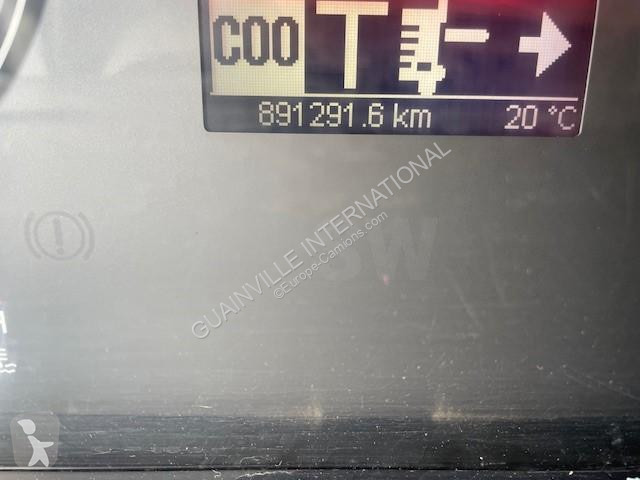 COO T
891291.6 km 20 °C
GUAINVILLE INTERNATIONAL
©Europe-Camions.com